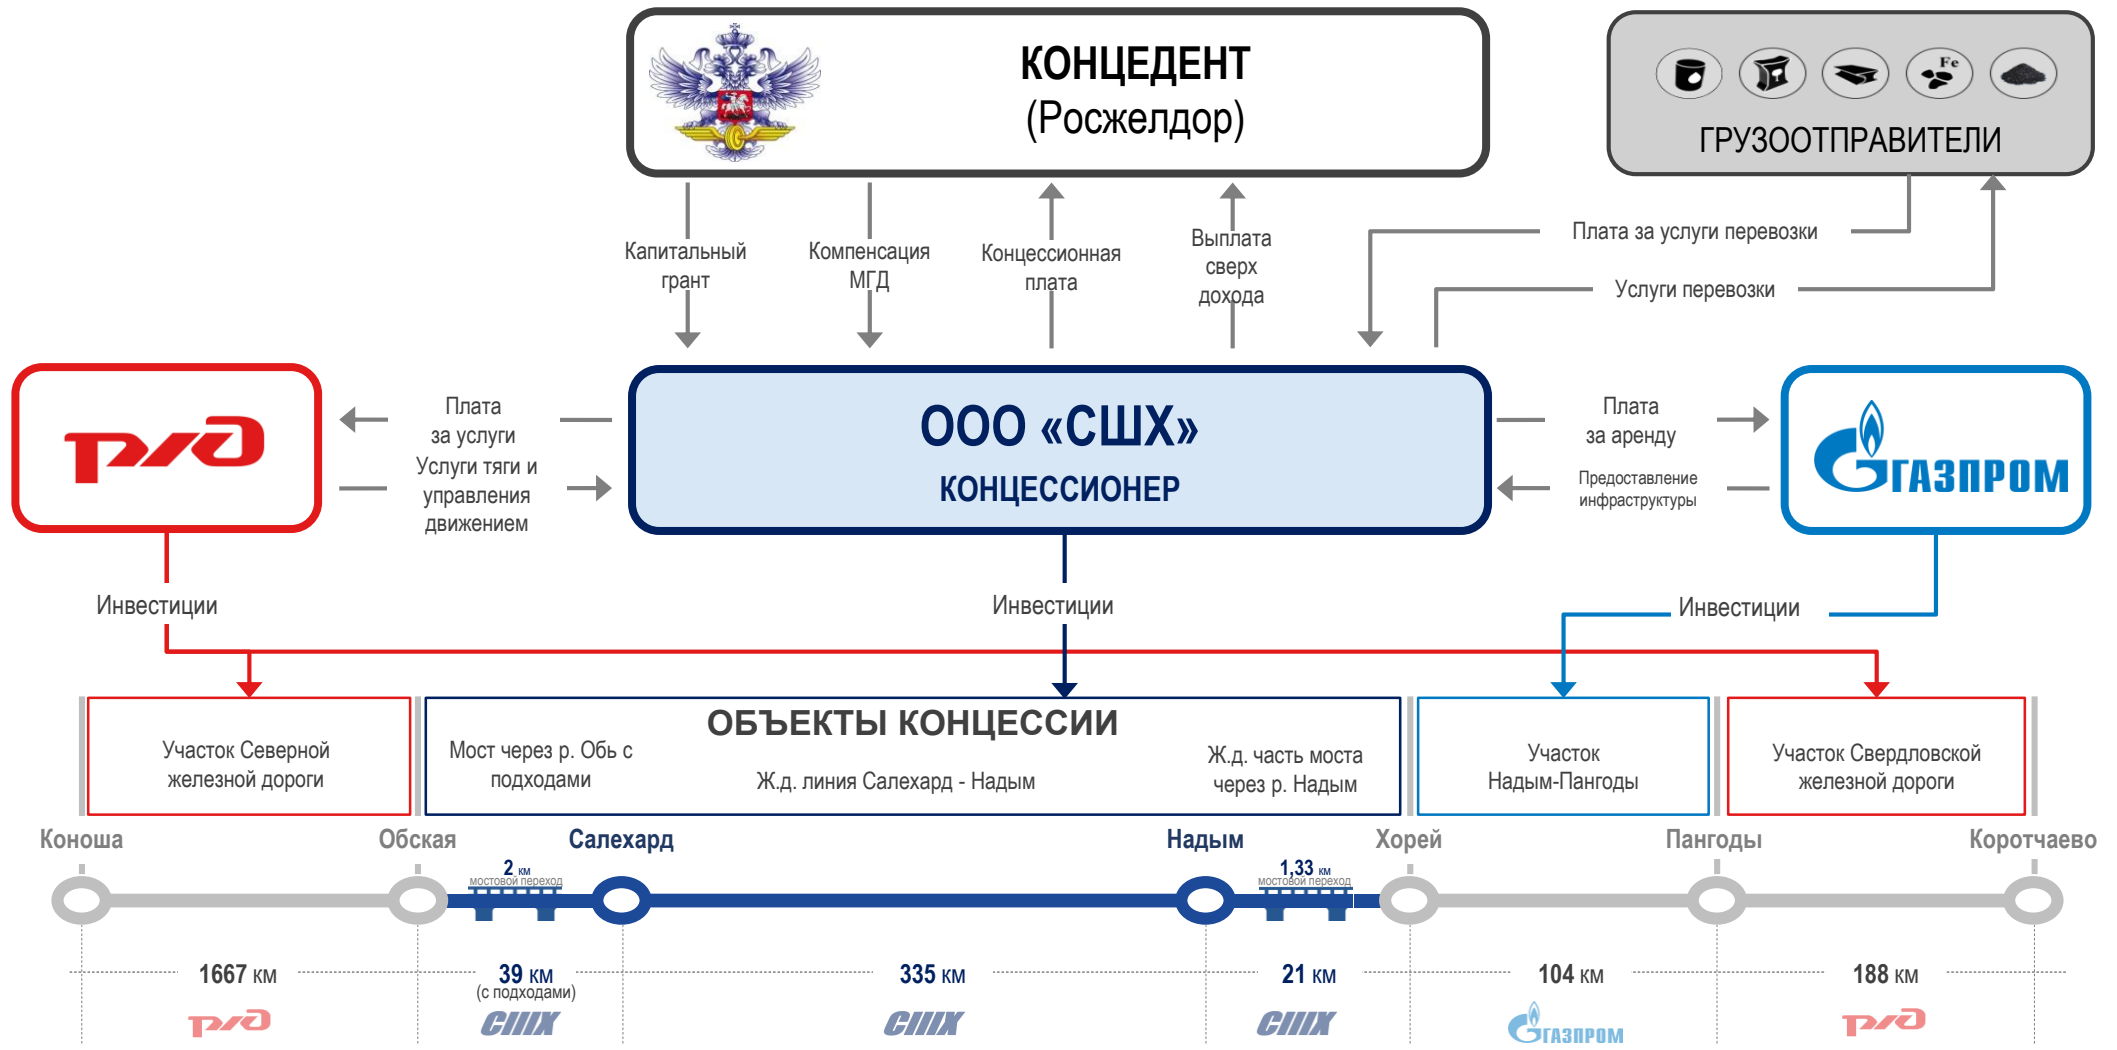 КОНЦЕДЕНТ
(Росжелдор)
Fe
ГРУЗООТПРАВИТЕЛИ
Капитальный
грант
Компенсация
МГД
Концессионная
плата
Выплата
сверх
дохода
Плата за услуги перевозки
Услуги перевозки
РЖД
Плата
за услуги
Услуги тяги и
управления
движением
ООО «СШХ»
КОНЦЕССИОНЕР
Плата
за аренду
Предоставление
инфраструктуры
ГАЗПРОМ
Инвестиции
Инвестиции
Инвестиции
ОБЪЕКТЫ КОНЦЕССИИ
Участок Северной
железной дороги
Мост через р. Обь с
подходами
Ж.д. линия Салехард - Надым
Ж.д. часть моста
через р. Надым
Участок
Надым-Пангоды
Участок Свердловской
железной дороги
Коноша
Обская
Салехард
Надым
Хорей
Пангоды
Коротчаево
2 км
мостовой переход
1,33 км
мостовой переход
1667 км
39 км
(с подходами)
335 км
21 км
104 км
188 км
РЖД
СШХ
СШХ
СШХ
ГАЗПРОМ
РЖД